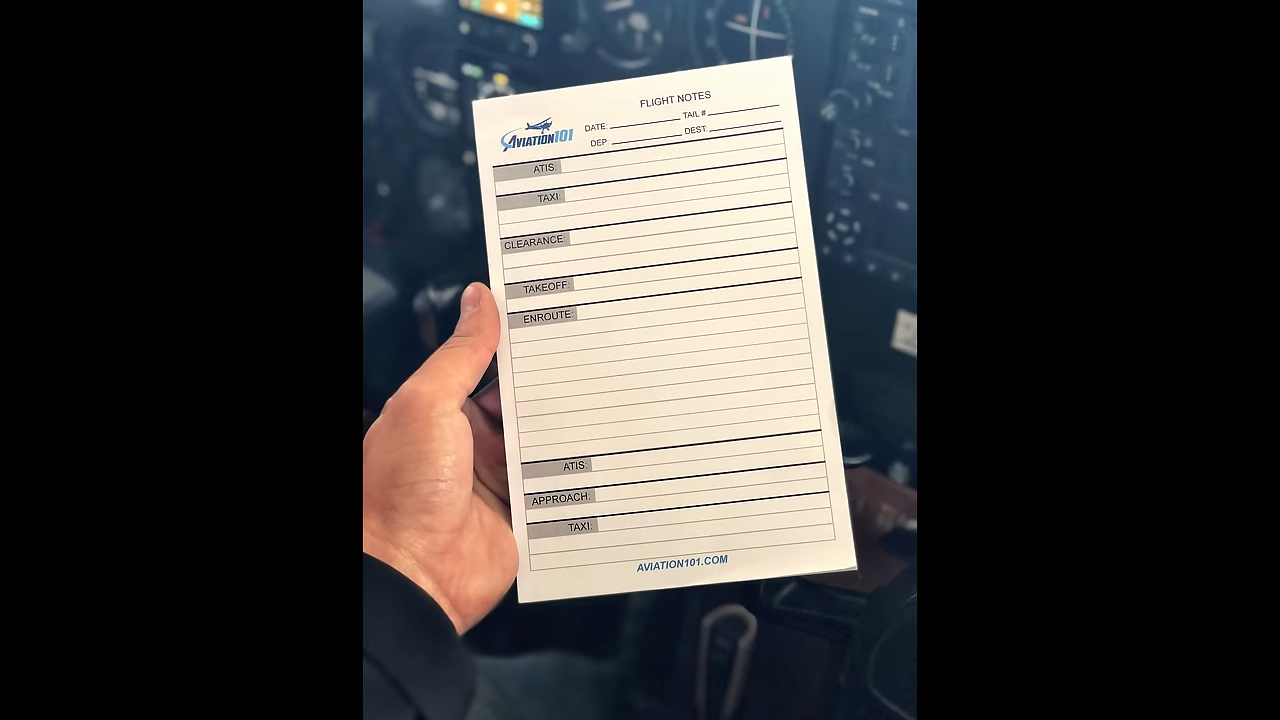 FLIGHT NOTES
AVIATION101
DATE: TAIL #
DEP: DEST.
ATIS:
TAXI:
CLEARANCE:
TAKEOFF:
ENROUTE:
ATIS:
APPROACH:
TAXI:
AVIATION101.COM